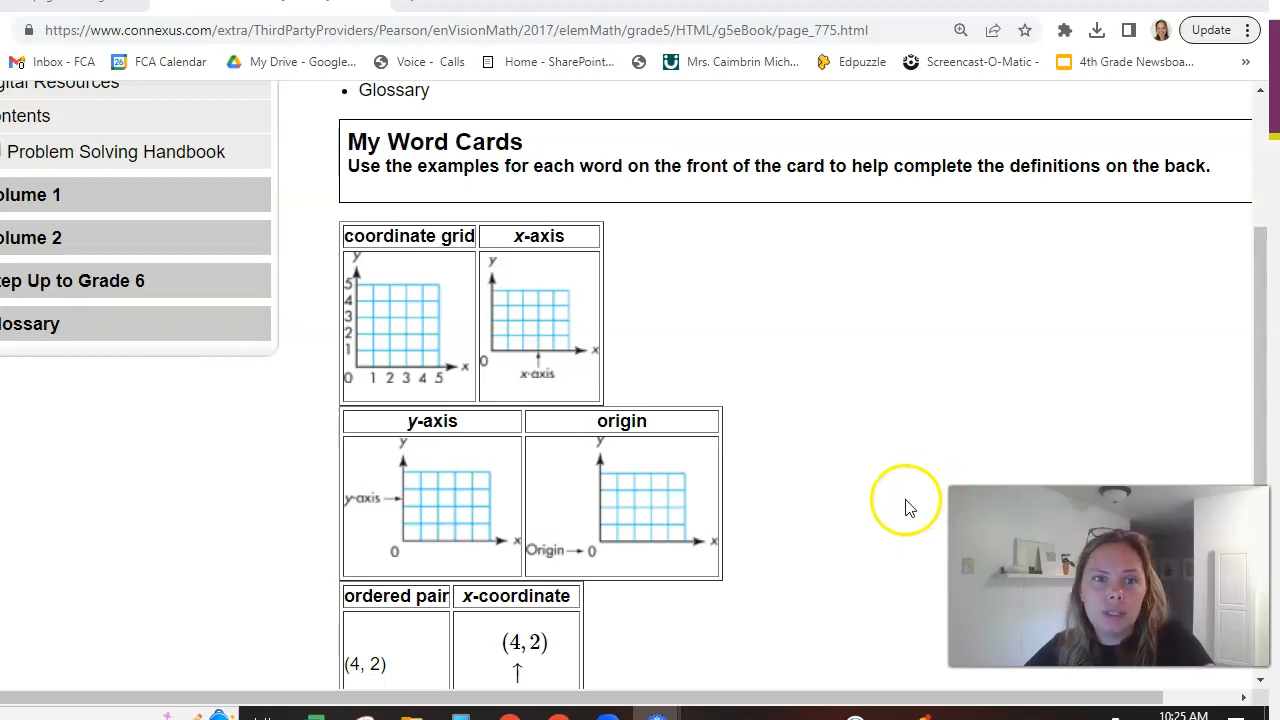 https://www.connexus.com/extra/ThirdPartyProviders/Person/enVisionMath/2017/elemMath/grade5/HTML/g5eBook/page_775.html
Update
Inbox - FCA
FCA Calendar
My Drive - Google...
Voice - Calls
Home - SharePoint...
Mrs. Caimbrin Mich...
Edpuzzle
Screencast-O-Matic -
4th Grade Newsboa...
»
gital Resources
ontents
Problem Solving Handbook
olume 1
olume 2
tep Up to Grade 6
lossary
• Glossary
My Word Cards
Use the examples for each word on the front of the card to help complete the definitions on the back.
coordinate grid
x-axis
y
5
4
3
2
1
0 1 2 3 4 5
x
y
0
x
x-axis
y-axis
origin
y
y-axis
0
x
y
Origin
0
x
ordered pair
x-coordinate
(4, 2)
(4, 2)
↑
10:25 AM